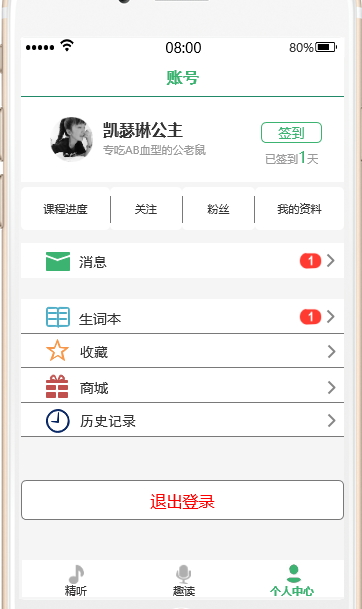 08:00 80%
账号
凯瑟琳公主
专吃AB血型的公老鼠
签到
已签到1天
课程进度 关注 粉丝 我的资料
消息 1
生词本 1
收藏
商城
历史记录
退出登录
精听 趣读 个人中心